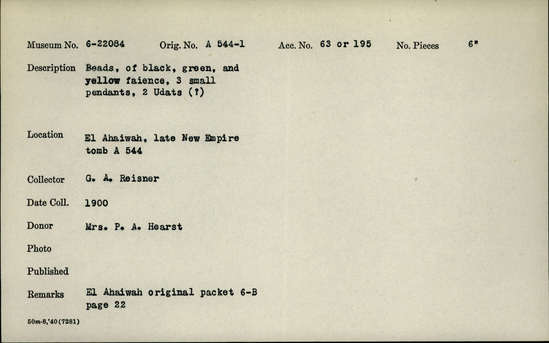 Museum No. 6-22084 Orig. No. A 544-1 Acc. No. 63 or 195 No. Pieces 6"
Description Beads, of black, green, and
yellow faience, 3 small
pendants, 2 Udats (?)
Location El Ahaiwah, late New Empire
tomb A 544
Collector G. A. Reisner
Date Coll. 1900
Donor Mrs. P. A. Hearst
Photo
Published
Remarks El Ahaiwah original packet 6-B
page 22
50m-8,'40(7281)